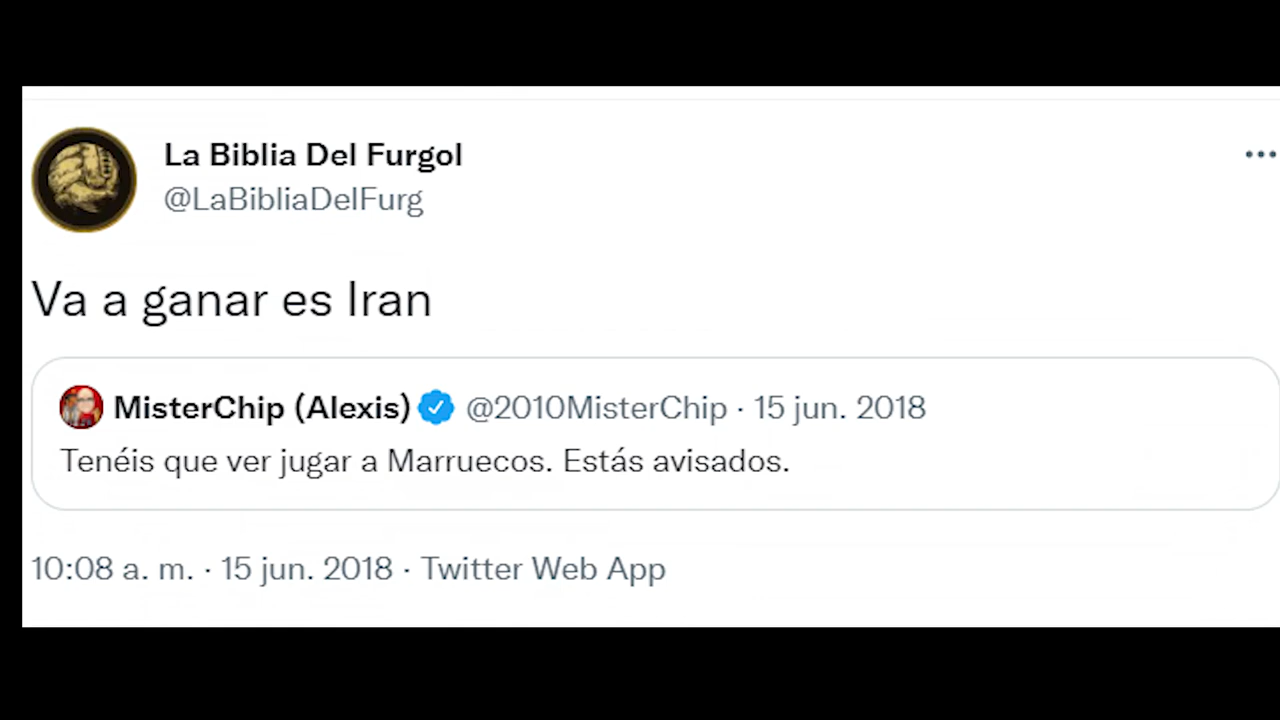 La Biblia Del Furgol
@LaBibliaDelFurg
Va a ganar es Iran
MisterChip (Alexis) @2010MisterChip · 15 jun. 2018
Tenéis que ver jugar a Marruecos. Estás avisados.
10:08 a. m. · 15 jun. 2018 · Twitter Web App